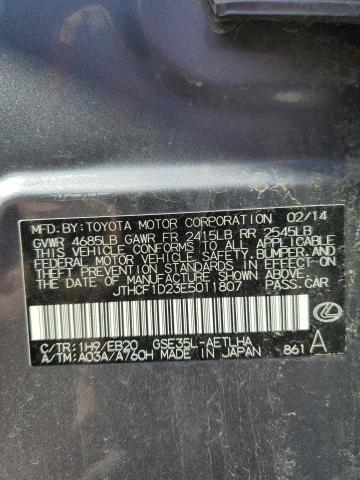 MFD. BY: TOYOTA MOTOR CORPORATION 02/14
GVWR 4685LB GAWR FR 2415LB RR 2545LB
THIS VEHICLE CONFORMS TO ALL APPLICABLE
FEDERAL MOTOR VEHICLE SAFETY, BUMPER, AND
THEFT PREVENTION STANDARDS IN EFFECT ON
THE DATE OF MANUFACTURE SHOWN ABOVE.
JTHCF1D23E5011807 PASS.CAR
C/TR: 1H9/EB20 GSE35L-AETLHA
A/TM: A03A/A760H MADE IN JAPAN 861 A